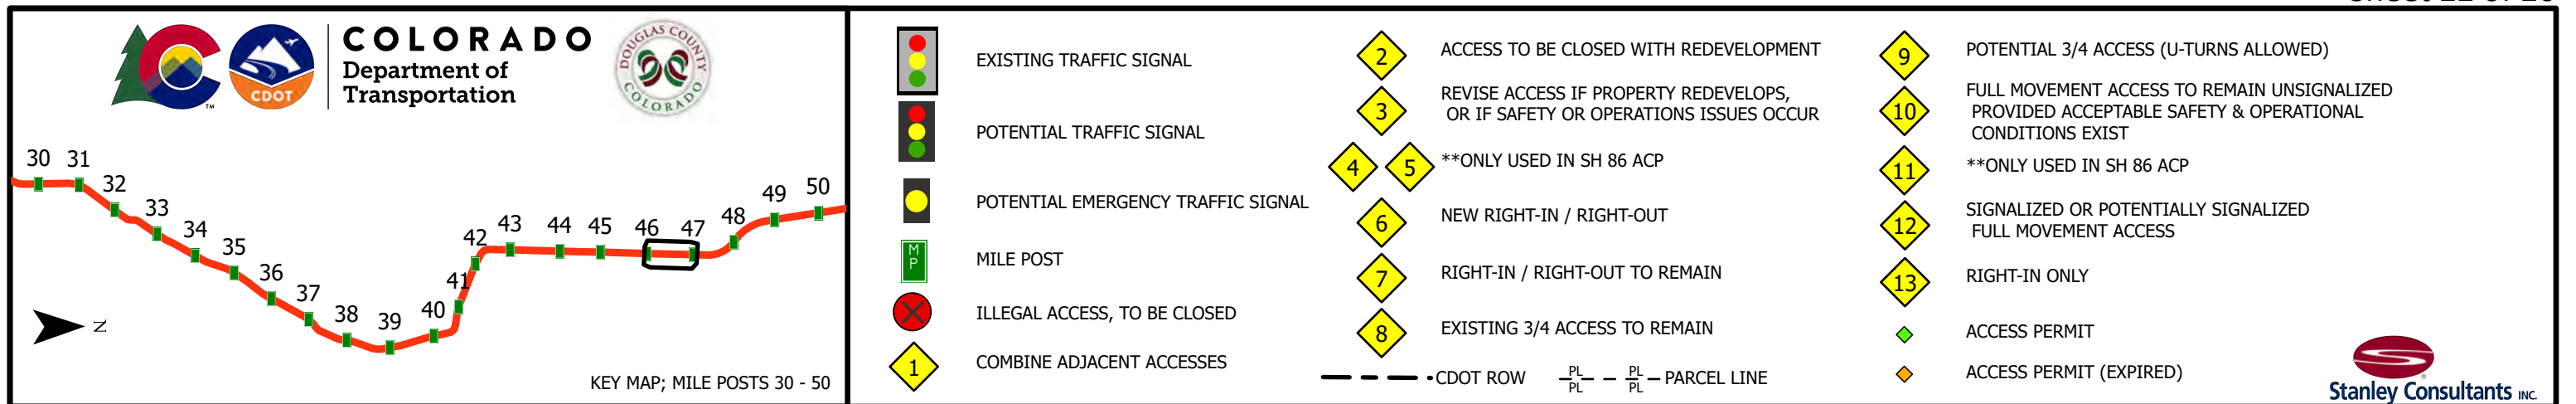 COLORADO
Department of
Transportation
CDOT
TM
DOUGLAS COUNTY
COLORADO
30 31
32
33
34
35
36
37
38
39
40
41
42
43
44
45
46
47
48
49
50
N
KEY MAP; MILE POSTS 30 - 50
EXISTING TRAFFIC SIGNAL
POTENTIAL TRAFFIC SIGNAL
POTENTIAL EMERGENCY TRAFFIC SIGNAL
MP
MILE POST
ILLEGAL ACCESS, TO BE CLOSED
1
COMBINE ADJACENT ACCESSES
2
ACCESS TO BE CLOSED WITH REDEVELOPMENT
3
REVISE ACCESS IF PROPERTY REDEVELOPS,
OR IF SAFETY OR OPERATIONS ISSUES OCCUR
4 5
**ONLY USED IN SH 86 ACP
6
NEW RIGHT-IN / RIGHT-OUT
7
RIGHT-IN / RIGHT-OUT TO REMAIN
8
EXISTING 3/4 ACCESS TO REMAIN
CDOT ROW
PL PL
PL PL
PARCEL LINE
9
POTENTIAL 3/4 ACCESS (U-TURNS ALLOWED)
10
FULL MOVEMENT ACCESS TO REMAIN UNSIGNALIZED
PROVIDED ACCEPTABLE SAFETY & OPERATIONAL
CONDITIONS EXIST
11
**ONLY USED IN SH 86 ACP
12
SIGNALIZED OR POTENTIALLY SIGNALIZED
FULL MOVEMENT ACCESS
13
RIGHT-IN ONLY
ACCESS PERMIT
ACCESS PERMIT (EXPIRED)
Stanley Consultants INC.